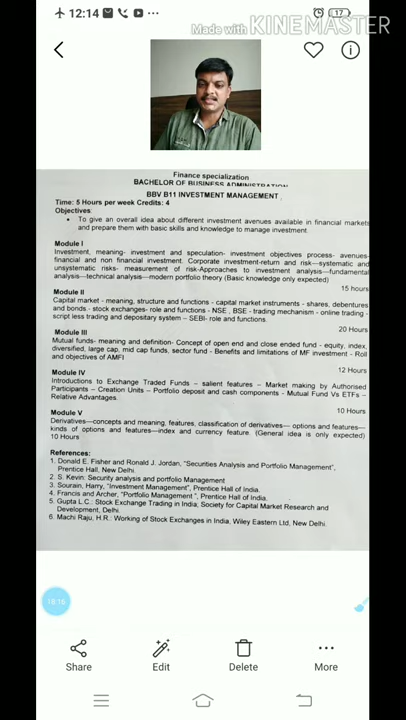 12:14
17
Made with KINEMASTER
Finance specialization
BACHELOR OF BUSINESS ADMINISTRATION
BBV B11 INVESTMENT MANAGEMENT
Time: 5 Hours per week Credits: 4
Objectives:
• To give an overall idea about different investment avenues available in financial markets
and prepare them with basic skills and knowledge to manage investment.
Module I
Investment, meaning- investment and speculation- investment objectives process- avenues-
financial and non financial investment. Corporate investment-return and risk—systematic and
unsystematic risks- measurement of risk-Approaches to investment analysis—fundamental
analysis—technical analysis—modern portfolio theory (Basic knowledge only expected)
15 hours
Module II
Capital market - meaning, structure and functions - capital market instruments - shares, debentures
and bonds - stock exchanges- role and functions - NSE , BSE - trading mechanism - online trading -
script less trading and depositary system – SEBI- role and functions.
20 Hours
Module III
Mutual funds- meaning and definition- Concept of open end and close ended fund - equity, index,
diversified, large cap, mid cap funds, sector fund - Benefits and limitations of MF investment - Roll
and objectives of AMFI
12 Hours
Module IV
Introductions to Exchange Traded Funds – salient features – Market making by Authorised
Participants – Creation Units – Portfolio deposit and cash components - Mutual Fund Vs ETFs –
Relative Advantages.
10 Hours
Module V
Derivatives—concepts and meaning, features, classification of derivatives— options and features—
kinds of options and features—index and currency feature. (General idea is only expected)
10 Hours
References:
1. Donald E. Fisher and Ronald J. Jordan, “Securities Analysis and Portfolio Management”,
Prentice Hall, New Delhi.
2. S. Kevin: Security analysis and portfolio Management
3. Sourain, Harry, “Investment Management”, Prentice Hall of India.
4. Francis and Archer, “Portfolio Management ”, Prentice Hall of India.
5. Gupta L.C.: Stock Exchange Trading in India; Society for Capital Market Research and
Development, Delhi.
6. Machi Raju, H.R.: Working of Stock Exchanges in India, Wiley Eastern Ltd, New Delhi.
Share Edit Delete More